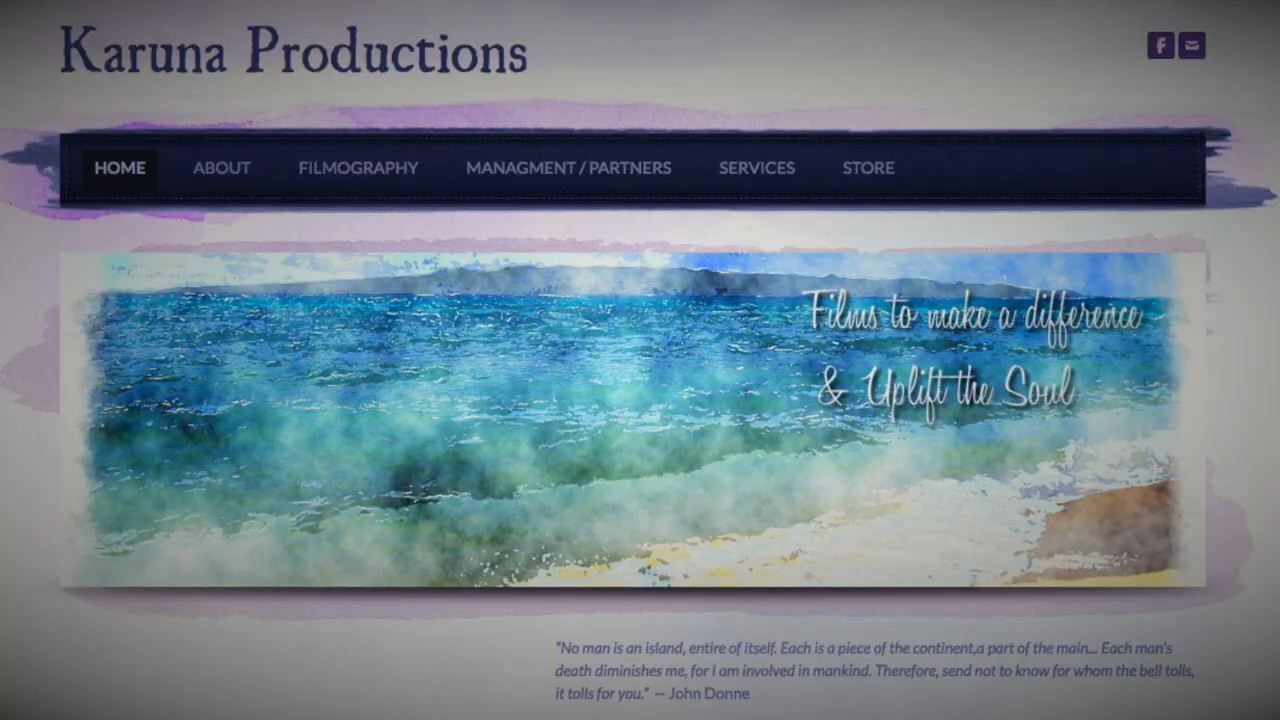 Karuna Productions
HOME ABOUT FILMOGRAPHY MANAGMENT / PARTNERS SERVICES STORE
Films to make a difference
& Uplift the Soul
"No man is an island, entire of itself. Each is a piece of the continent,a part of the main... Each man's
death diminishes me, for I am involved in mankind. Therefore, send not to know for whom the bell tolls,
it tolls for you." -- John Donne